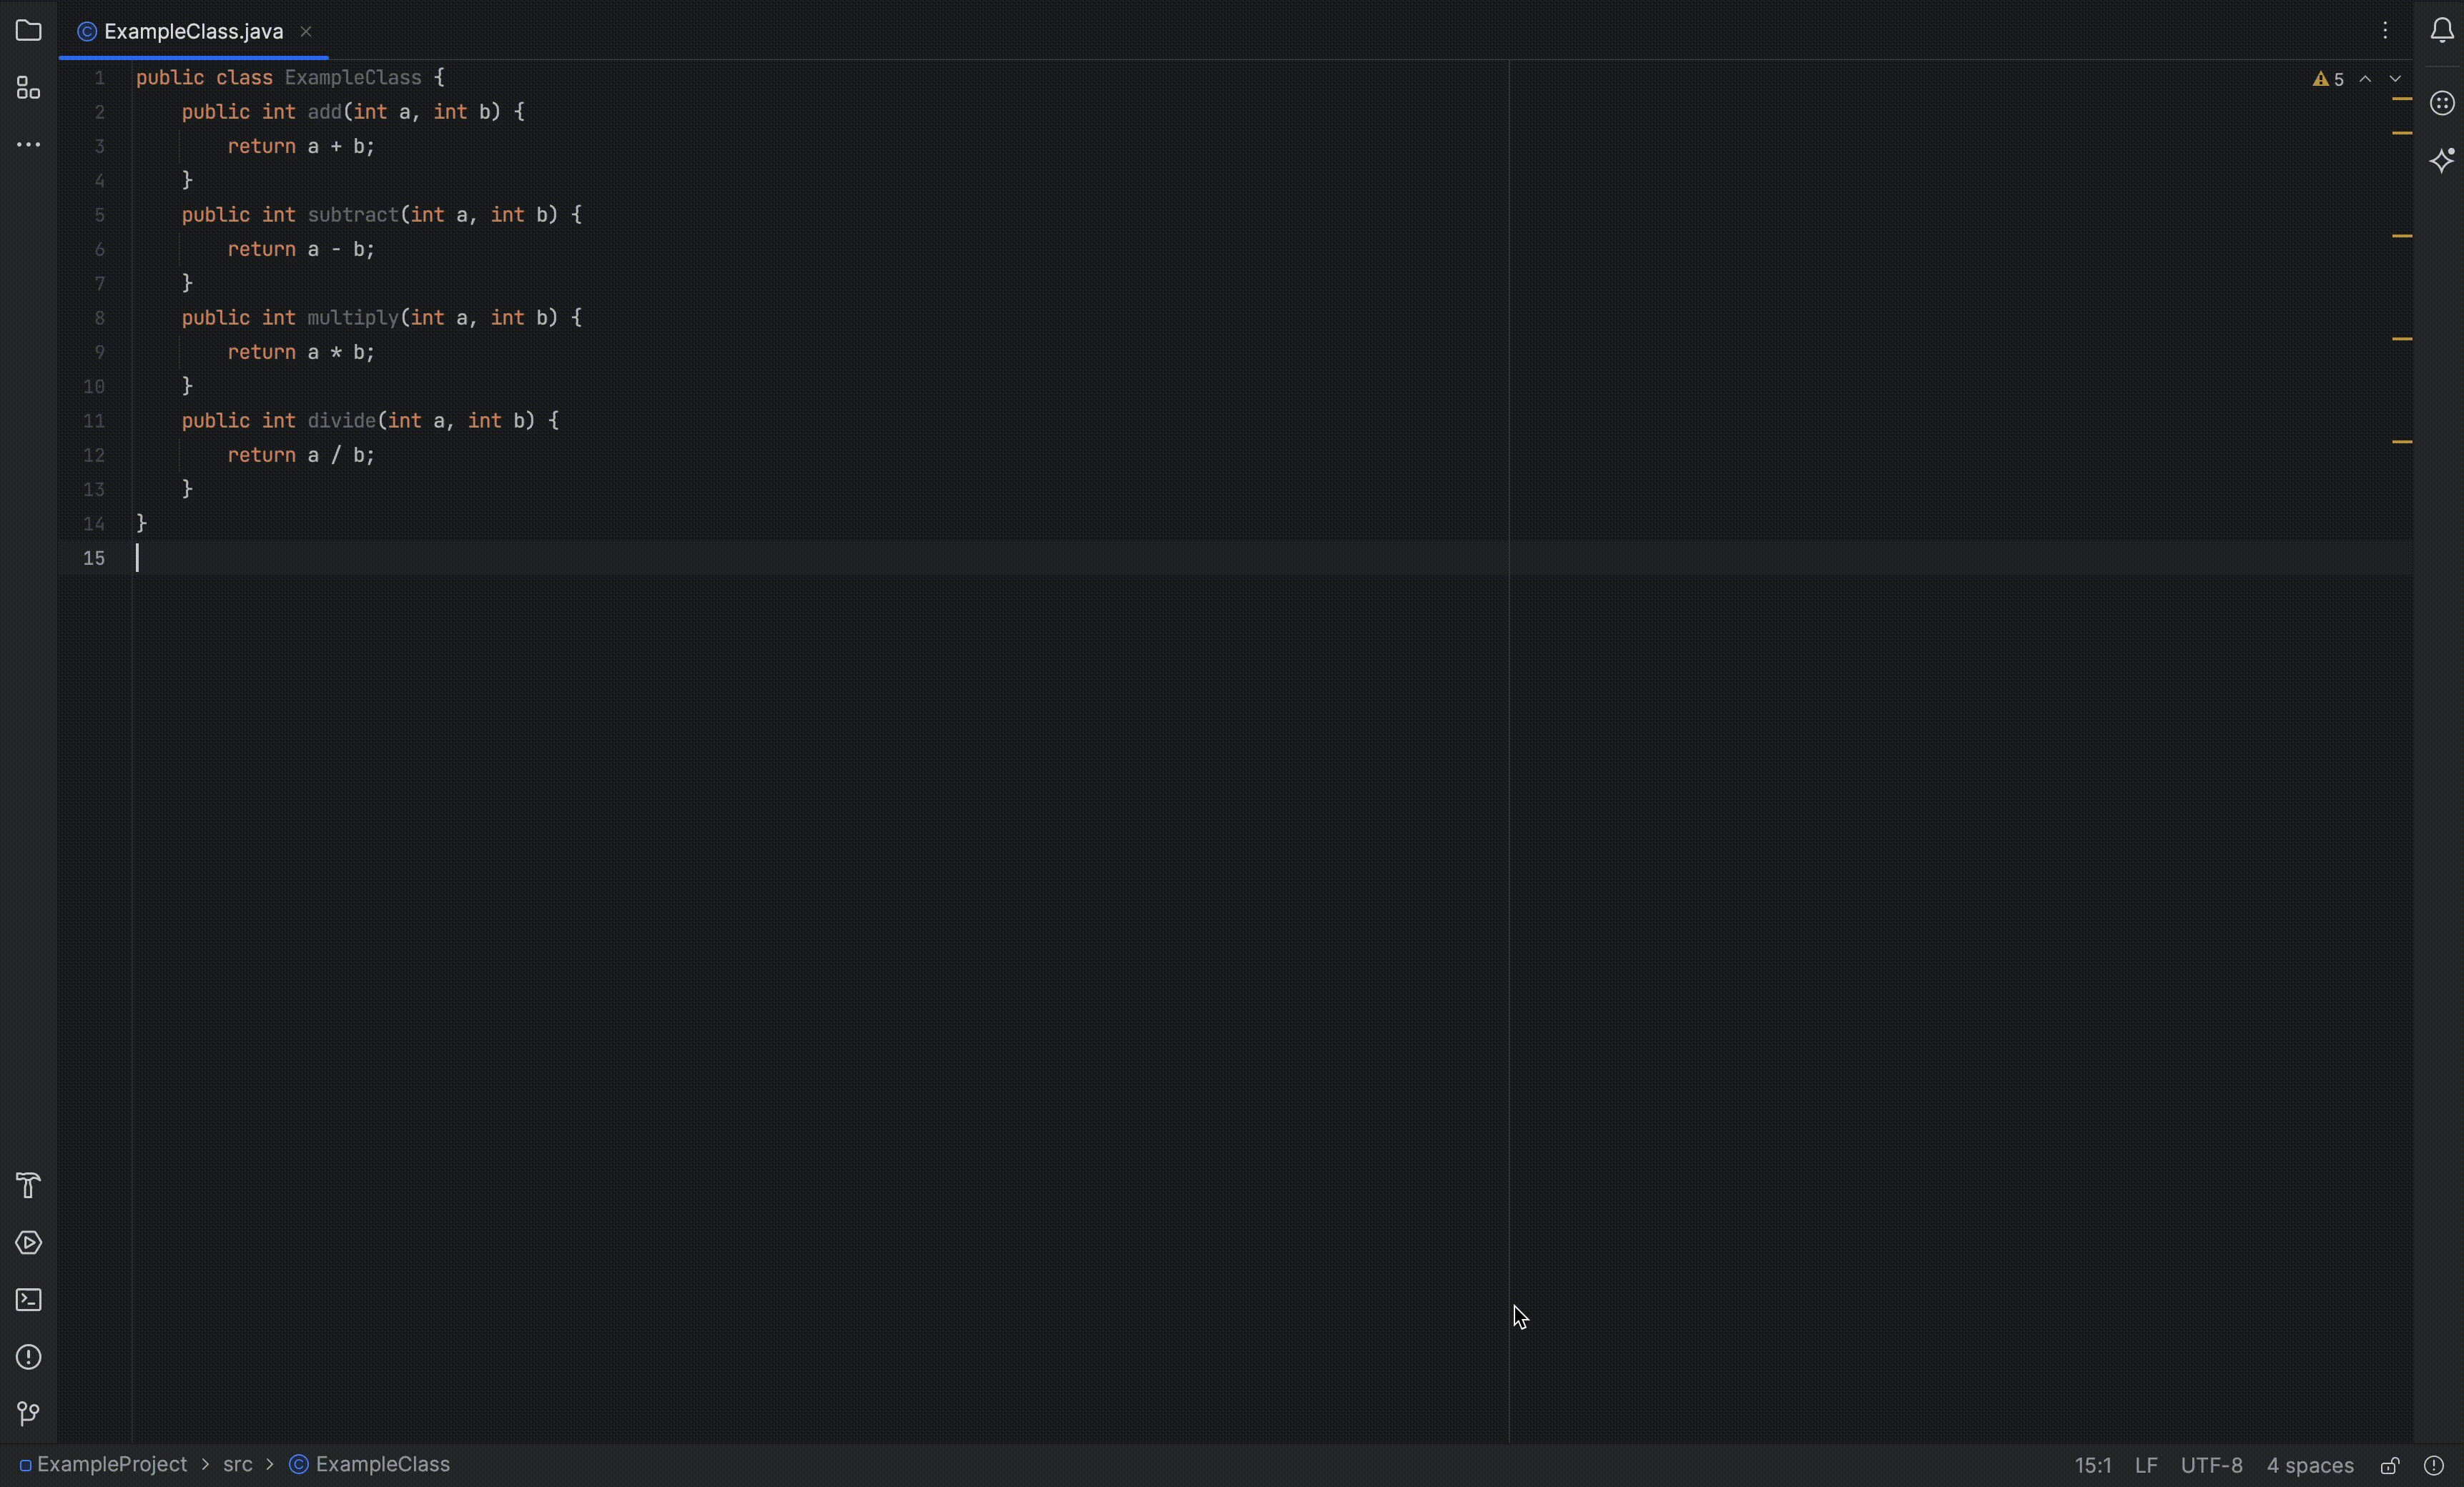 ExampleClass.java
5
1 public class ExampleClass {
2     public int add(int a, int b) {
3         return a + b;
4     }
5     public int subtract(int a, int b) {
6         return a - b;
7     }
8     public int multiply(int a, int b) {
9         return a * b;
10     }
11     public int divide(int a, int b) {
12         return a / b;
13     }
14 }
15
ExampleProject > src > ExampleClass
15:1 LF UTF-8 4 spaces